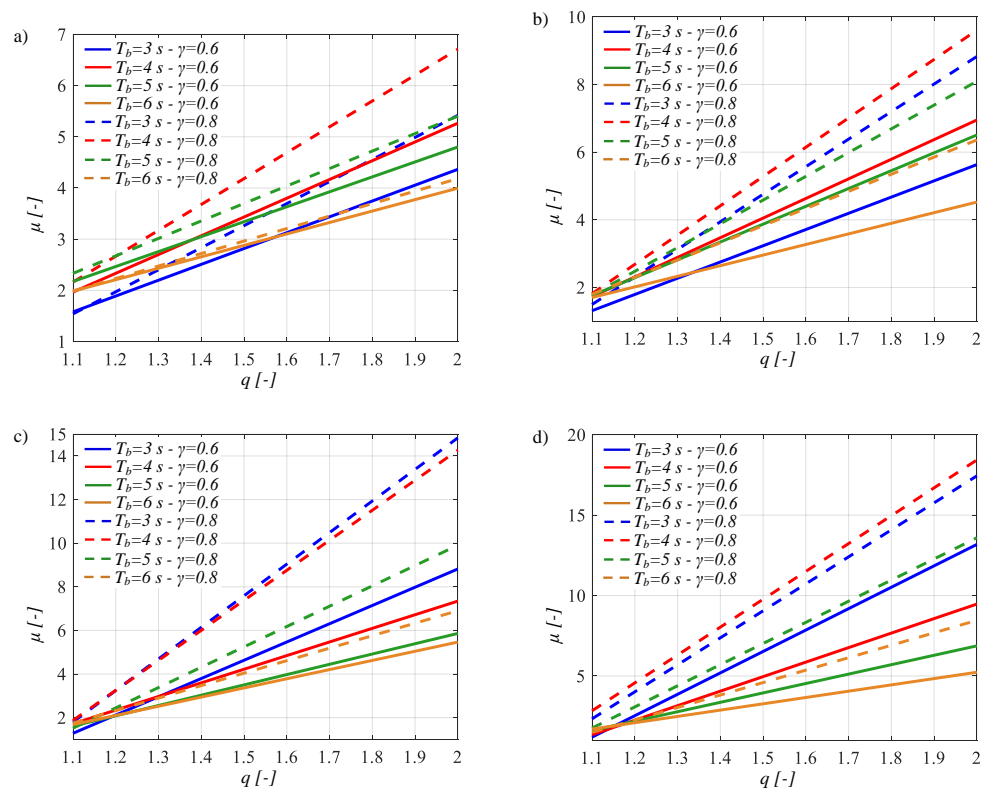 a)
7
6
5
4
3
2
1
μ [-]
T_b=3 s - γ=0.6
T_b=4 s - γ=0.6
T_b=5 s - γ=0.6
T_b=6 s - γ=0.6
T_b=3 s - γ=0.8
T_b=4 s - γ=0.8
T_b=5 s - γ=0.8
T_b=6 s - γ=0.8
1.1 1.2 1.3 1.4 1.5 1.6 1.7 1.8 1.9 2
q [-]
b)
10
8
6
4
2
μ [-]
T_b=3 s - γ=0.6
T_b=4 s - γ=0.6
T_b=5 s - γ=0.6
T_b=6 s - γ=0.6
T_b=3 s - γ=0.8
T_b=4 s - γ=0.8
T_b=5 s - γ=0.8
T_b=6 s - γ=0.8
1.1 1.2 1.3 1.4 1.5 1.6 1.7 1.8 1.9 2
q [-]
c)
15
14
12
10
8
6
4
2
μ [-]
T_b=3 s - γ=0.6
T_b=4 s - γ=0.6
T_b=5 s - γ=0.6
T_b=6 s - γ=0.6
T_b=3 s - γ=0.8
T_b=4 s - γ=0.8
T_b=5 s - γ=0.8
T_b=6 s - γ=0.8
1.1 1.2 1.3 1.4 1.5 1.6 1.7 1.8 1.9 2
q [-]
d)
20
15
10
5
μ [-]
T_b=3 s - γ=0.6
T_b=4 s - γ=0.6
T_b=5 s - γ=0.6
T_b=6 s - γ=0.6
T_b=3 s - γ=0.8
T_b=4 s - γ=0.8
T_b=5 s - γ=0.8
T_b=6 s - γ=0.8
1.1 1.2 1.3 1.4 1.5 1.6 1.7 1.8 1.9 2
q [-]